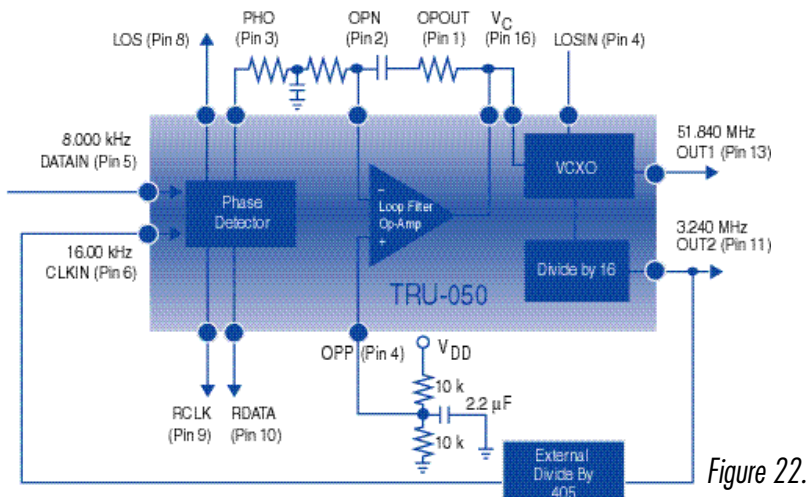 PHO
(Pin 3)
OPN
(Pin 2)
OPOUT
(Pin 1)
VC
(Pin 16)
LOS (Pin 8)
LOSIN (Pin 4)
8.000 kHz
DATAIN (Pin 5)
51.840 MHz
OUT1 (Pin 13)
VCXO
Phase
Detector
−
Loop Filter
Op-Amp
+
16.00 kHz
CLKIN (Pin 6)
3.240 MHz
OUT2 (Pin 11)
Divide by 16
TRU-050
OPP (Pin 4)
VDD
10 k
2.2 µF
10 k
RCLK
(Pin 9)
RDATA
(Pin 10)
External
Divide By
405
Figure 22.